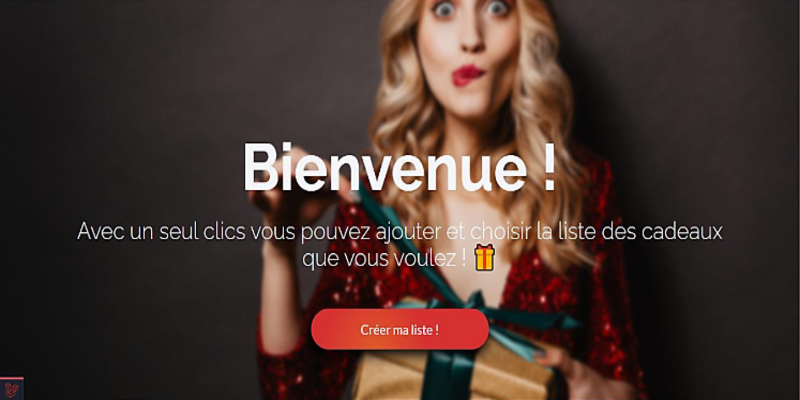 Bienvenue !
Avec un seul clics vous pouvez ajouter et choisir la liste des cadeaux
que vous voulez ! 🎁
Créer ma liste !